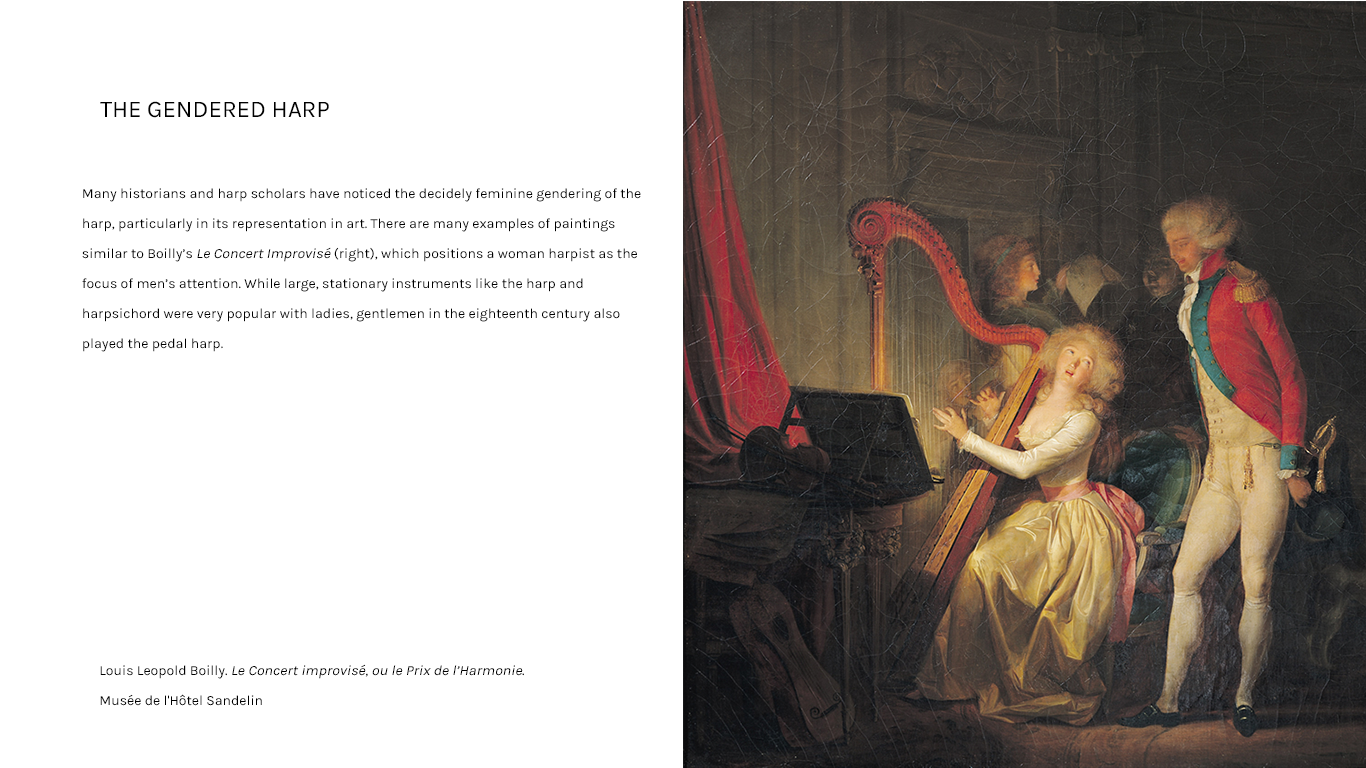 THE GENDERED HARP
Many historians and harp scholars have noticed the decidely feminine gendering of the
harp, particularly in its representation in art. There are many examples of paintings
similar to Boilly’s Le Concert Improvisé (right), which positions a woman harpist as the
focus of men’s attention. While large, stationary instruments like the harp and
harpsichord were very popular with ladies, gentlemen in the eighteenth century also
played the pedal harp.
Louis Leopold Boilly. Le Concert improvisé, ou le Prix de l’Harmonie.
Musée de l'Hôtel Sandelin